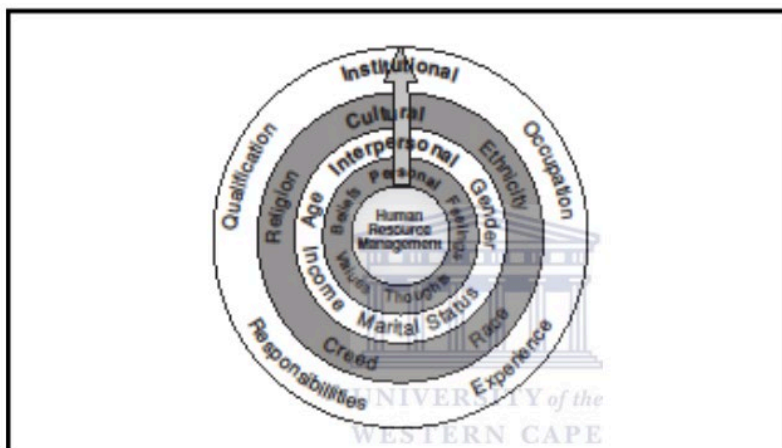 Institutional
Qualification
Occupation
Cultural
Religion
Ethnicity
Interpersonal
Age
Gender
Personal
Beliefs
Feelings
Human
Resource
Management
Values
Thoughts
Income
Marital Status
Creed
Race
Responsibilities
Experience
UNIVERSITY of the
WESTERN CAPE